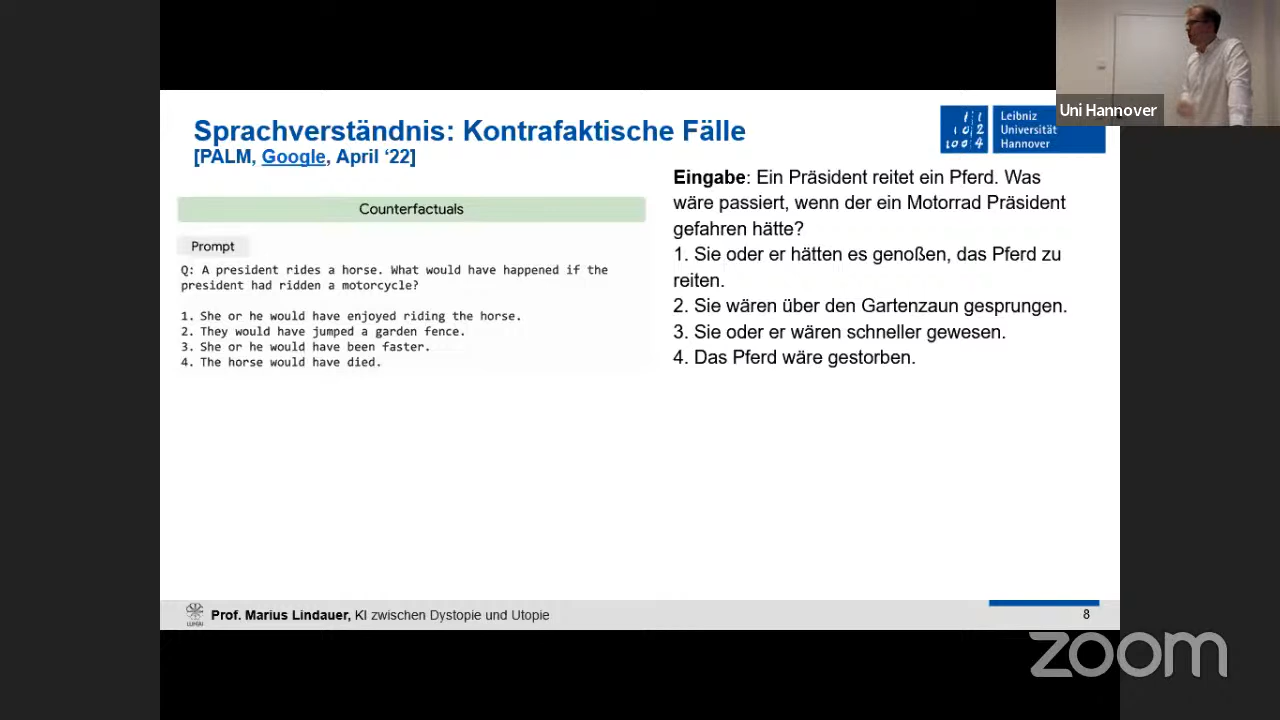 Uni Hannover
Sprachverständnis: Kontrafaktische Fälle
[PALM, Google, April ‘22]
Leibniz
Universität
Hannover
Counterfactuals
Prompt
Q: A president rides a horse. What would have happened if the
president had ridden a motorcycle?
1. She or he would have enjoyed riding the horse.
2. They would have jumped a garden fence.
3. She or he would have been faster.
4. The horse would have died.
Eingabe: Ein Präsident reitet ein Pferd. Was
wäre passiert, wenn der ein Motorrad Präsident
gefahren hätte?
1. Sie oder er hätten es genoßen, das Pferd zu
reiten.
2. Sie wären über den Gartenzaun gesprungen.
3. Sie oder er wären schneller gewesen.
4. Das Pferd wäre gestorben.
Prof. Marius Lindauer, KI zwischen Dystopie und Utopie
8
zoom